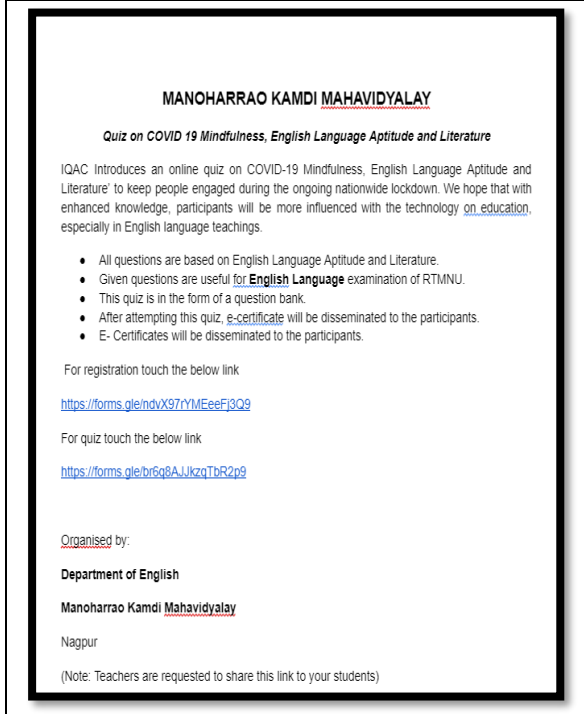 MANOHARRAO KAMDI MAHAVIDYALAY
Quiz on COVID 19 Mindfulness, English Language Aptitude and Literature
IQAC Introduces an online quiz on COVID-19 Mindfulness, English Language Aptitude and
Literature' to keep people engaged during the ongoing nationwide lockdown. We hope that with
enhanced knowledge, participants will be more influenced with the technology on education,
especially in English language teachings.
● All questions are based on English Language Aptitude and Literature.
● Given questions are useful for English Language examination of RTMNU.
● This quiz is in the form of a question bank.
● After attempting this quiz, e-certificate will be disseminated to the participants.
● E- Certificates will be disseminated to the participants.
For registration touch the below link
https://forms.gle/ndvX97rYMEeeFj3Q9
For quiz touch the below link
https://forms.gle/br6q8AJJkzqTbR2p9
Organised by:
Department of English
Manoharrao Kamdi Mahavidyalay
Nagpur
(Note: Teachers are requested to share this link to your students)